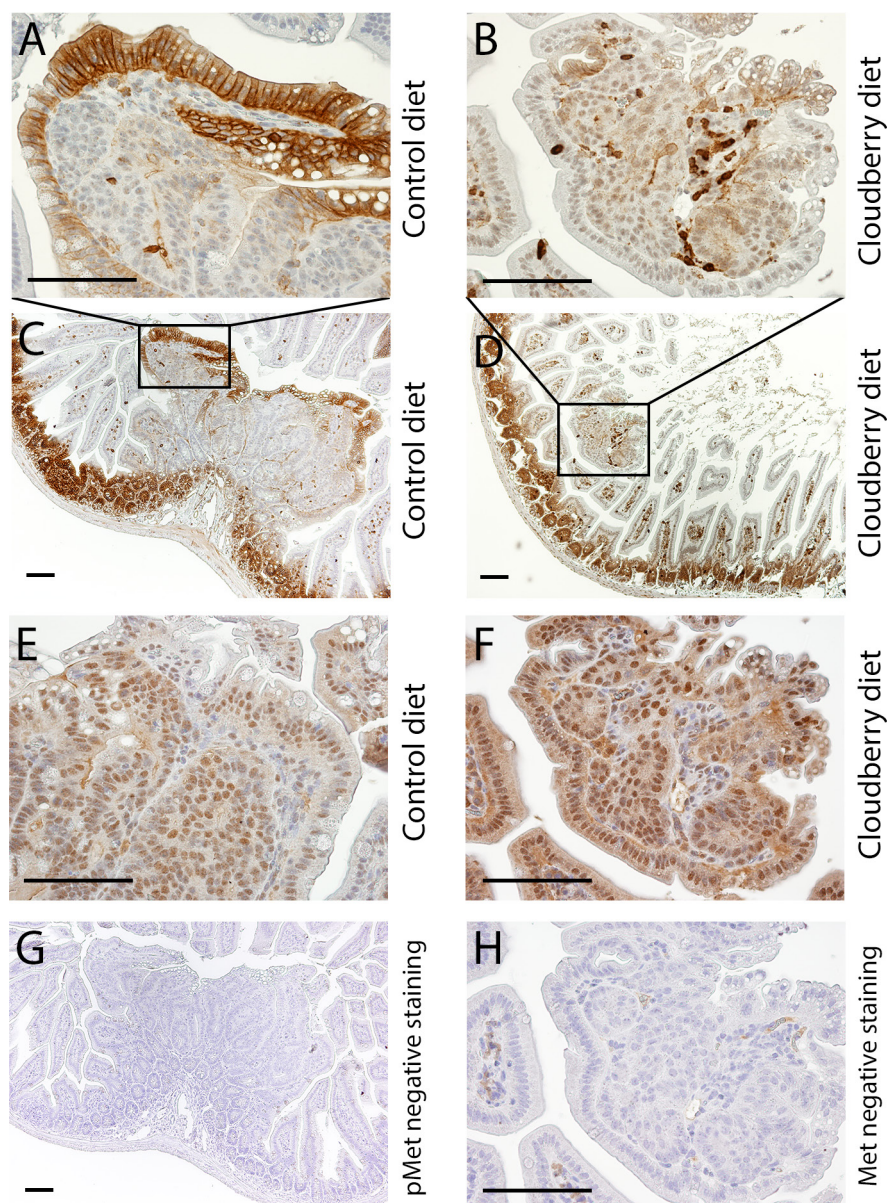 A
Control diet
B
Cloudberry diet
C
Control diet
D
Cloudberry diet
E
Control diet
F
Cloudberry diet
G
pMet negative staining
H
Met negative staining